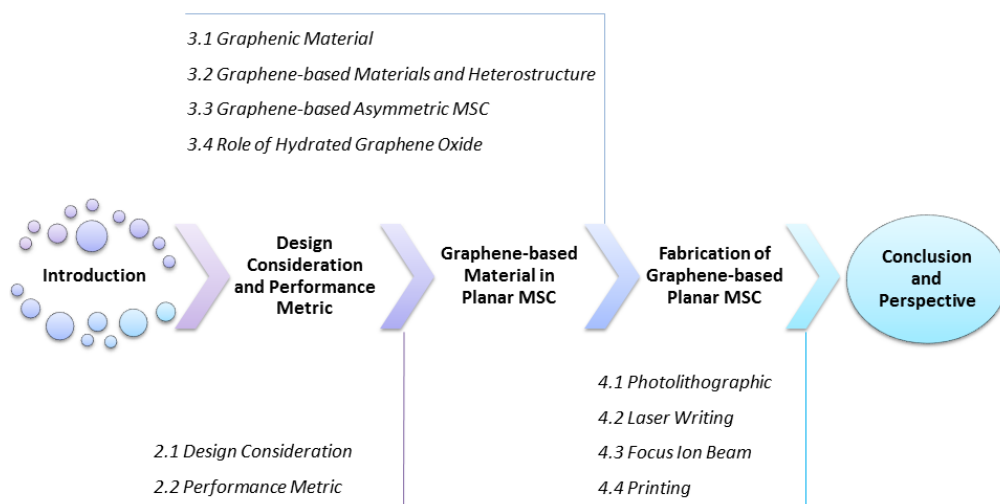 3.1 Graphenic Material
3.2 Graphene-based Materials and Heterostructure
3.3 Graphene-based Asymmetric MSC
3.4 Role of Hydrated Graphene Oxide
Introduction
Design
Consideration
and Performance
Metric
Graphene-based
Material in
Planar MSC
Fabrication of
Graphene-based
Planar MSC
Conclusion
and
Perspective
2.1 Design Consideration
2.2 Performance Metric
4.1 Photolithographic
4.2 Laser Writing
4.3 Focus Ion Beam
4.4 Printing